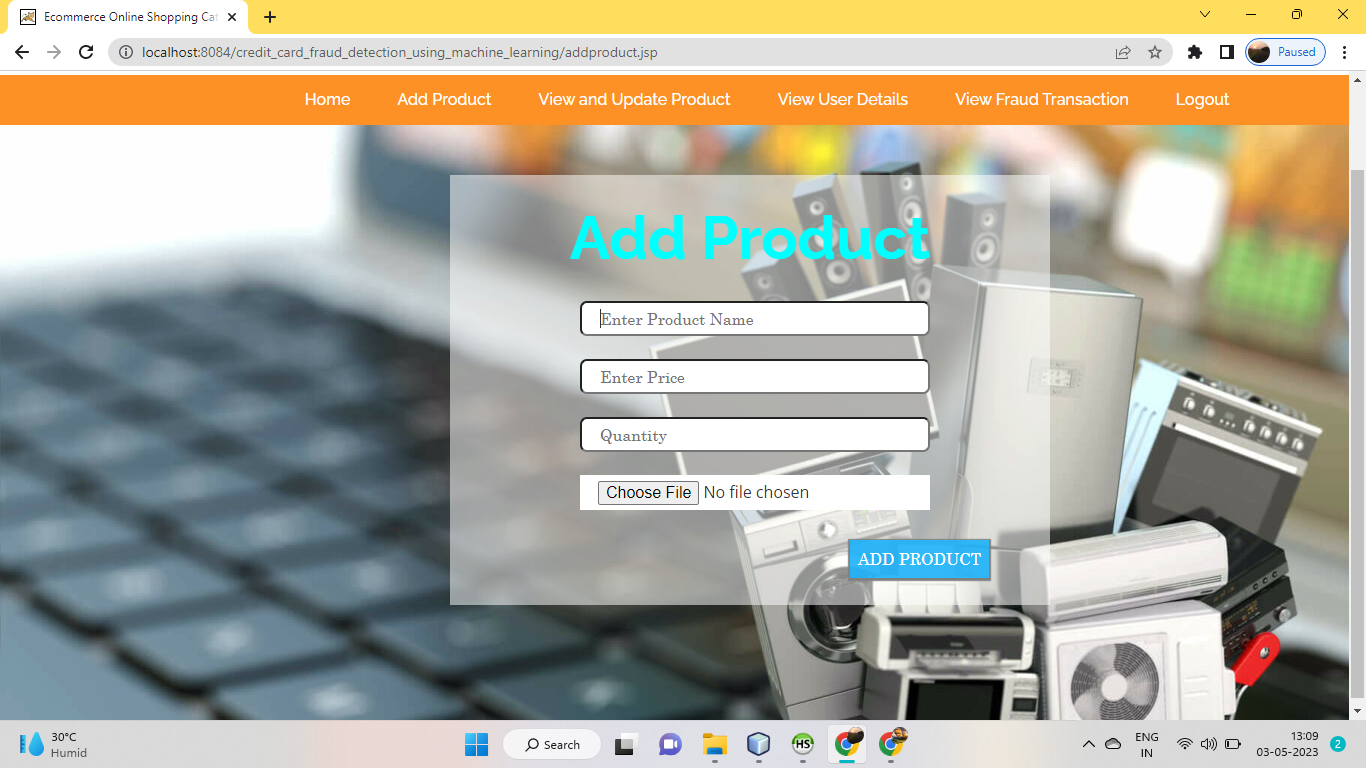 Ecommerce Online Shopping Cat
localhost:8084/credit_card_fraud_detection_using_machine_learning/addproduct.jsp
Paused
Home Add Product View and Update Product View User Details View Fraud Transaction Logout
Add Product
Enter Product Name
Enter Price
Quantity
Choose File No file chosen
ADD PRODUCT
30°C
Humid
Search
HS
ENG
IN
13:09
03-05-2023
2